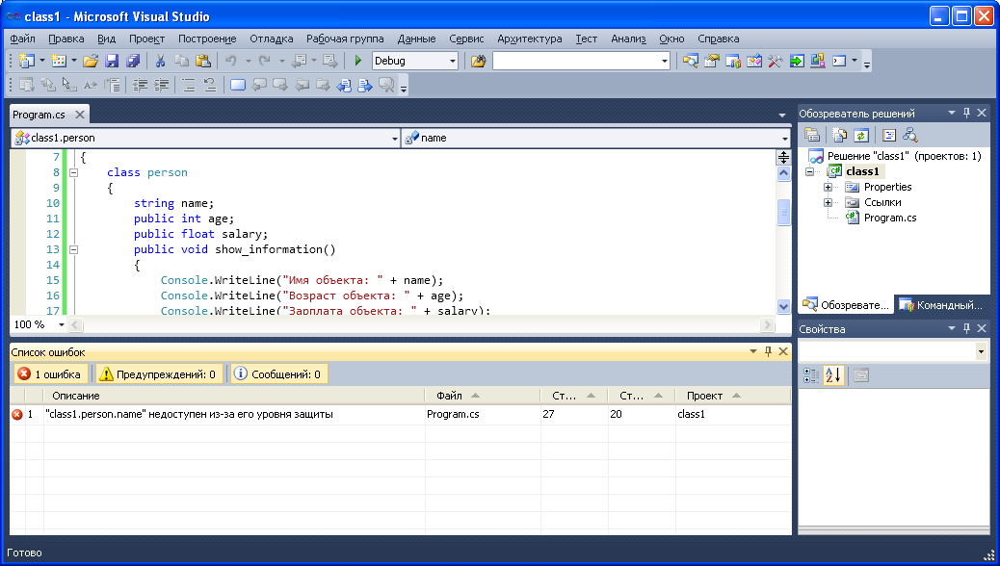 class1 - Microsoft Visual Studio
Файл Правка Вид Проект Построение Отладка Рабочая группа Данные Сервис Архитектура Тест Анализ Окно Справка
Debug
Program.cs
class1.person
name
7 {
8 class person
9 {
10 string name;
11 public int age;
12 public float salary;
13 public void show_information()
14 {
15 Console.WriteLine("Имя объекта: " + name);
16 Console.WriteLine("Возраст объекта: " + age);
17 Console.WriteLine("Зарплата объекта: " + salary);
100 %
Обозреватель решений
Решение "class1" (проектов: 1)
class1
Properties
Ссылки
Program.cs
Обозревате...
Командный...
Свойства
Список ошибок
1 ошибка
Предупреждений: 0
Сообщений: 0
Описание Файл Ст... Ст... Проект
1 "class1.person.name" недоступен из-за его уровня защиты Program.cs 27 20 class1
Готово